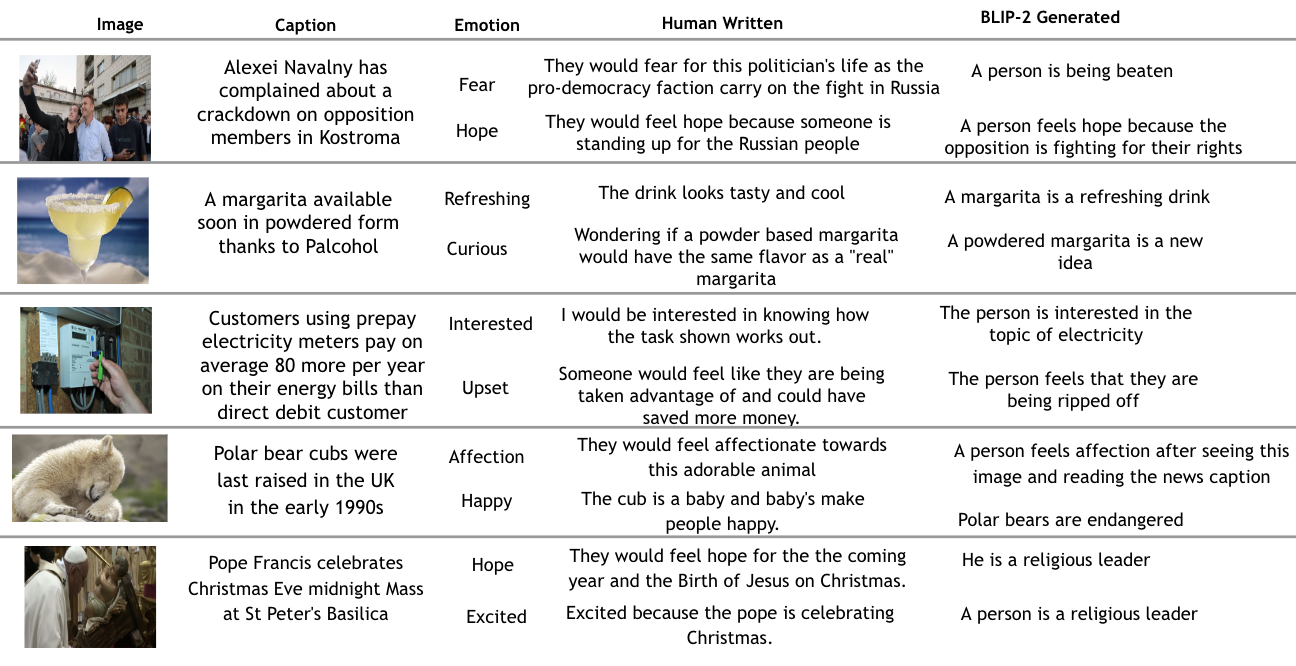 Image Caption Emotion Human Written BLIP-2 Generated
Alexei Navalny has
complained about a
crackdown on opposition
members in Kostroma
Fear
They would fear for this politician's life as the
pro-democracy faction carry on the fight in Russia
A person is being beaten
Hope
They would feel hope because someone is
standing up for the Russian people
A person feels hope because the
opposition is fighting for their rights
A margarita available
soon in powdered form
thanks to Palcohol
Refreshing
The drink looks tasty and cool
A margarita is a refreshing drink
Curious
Wondering if a powder based margarita
would have the same flavor as a "real"
margarita
A powdered margarita is a new
idea
Customers using prepay
electricity meters pay on
average 80 more per year
on their energy bills than
direct debit customer
Interested
I would be interested in knowing how
the task shown works out.
The person is interested in the
topic of electricity
Upset
Someone would feel like they are being
taken advantage of and could have
saved more money.
The person feels that they are
being ripped off
Polar bear cubs were
last raised in the UK
in the early 1990s
Affection
They would feel affectionate towards
this adorable animal
A person feels affection after seeing this
image and reading the news caption
Happy
The cub is a baby and baby's make
people happy.
Polar bears are endangered
Pope Francis celebrates
Christmas Eve midnight Mass
at St Peter's Basilica
Hope
They would feel hope for the the coming
year and the Birth of Jesus on Christmas.
He is a religious leader
Excited
Excited because the pope is celebrating
Christmas.
A person is a religious leader